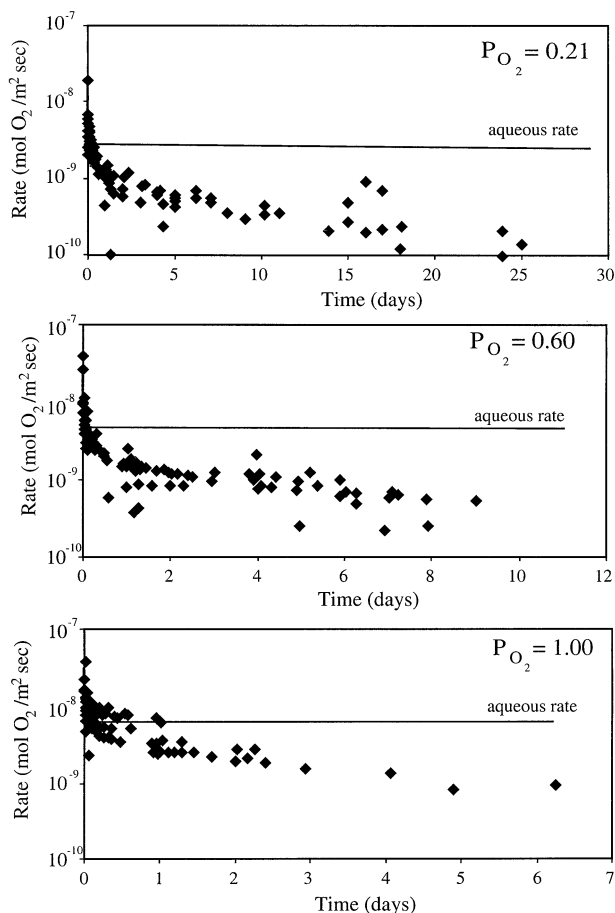 10⁻⁷
P_O₂ = 0.21
10⁻⁸
aqueous rate
10⁻⁹
10⁻¹⁰
0 5 10 15 20 25 30
Time (days)
Rate (mol O₂ /m² sec)
10⁻⁷
P_O₂ = 0.60
10⁻⁸
aqueous rate
10⁻⁹
10⁻¹⁰
0 2 4 6 8 10 12
Time (days)
Rate (mol O₂ /m² sec)
10⁻⁷
P_O₂ = 1.00
10⁻⁸
aqueous rate
10⁻⁹
10⁻¹⁰
0 1 2 3 4 5 6 7
Time (days)
Rate (mol O₂ /m² sec)